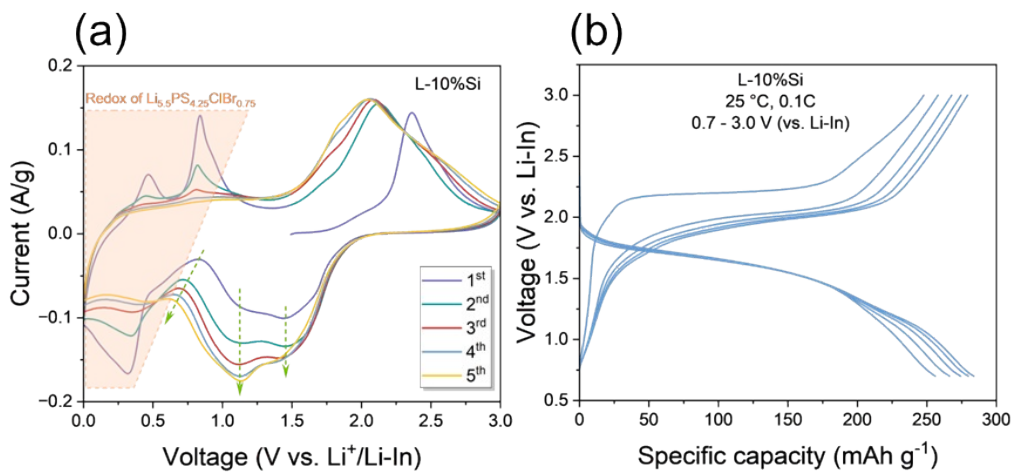 (a)
L-10%Si
Redox of Li5.5PS4.25ClBr0.75
Current (A/g)
0.2
0.1
0.0
−0.1
−0.2
1st
2nd
3rd
4th
5th
0.0 0.5 1.0 1.5 2.0 2.5 3.0
Voltage (V vs. Li+/Li-In)
(b)
L-10%Si
25 °C, 0.1C
0.7 - 3.0 V (vs. Li-In)
Voltage (V vs. Li-In)
3.0
2.5
2.0
1.5
1.0
0.5
0 50 100 150 200 250 300
Specific capacity (mAh g-1)